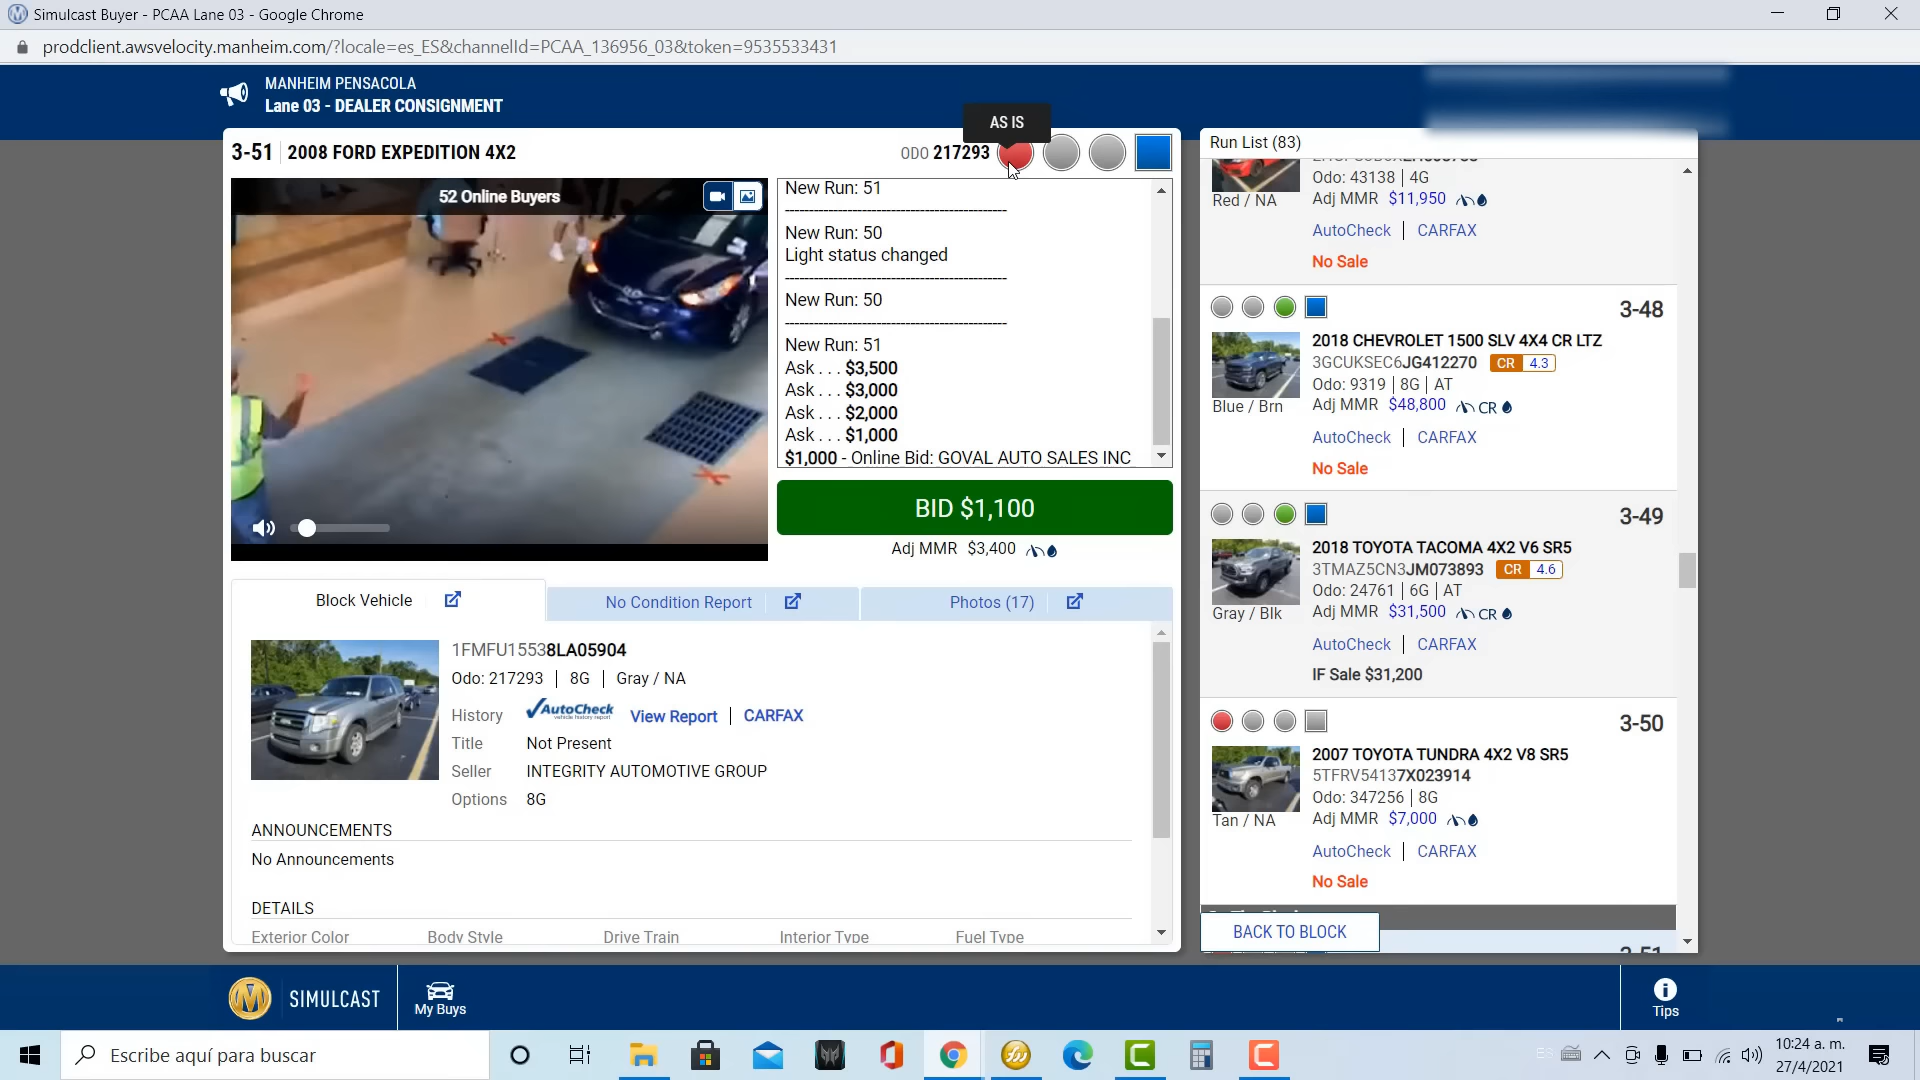 Simulcast Buyer - PCAA Lane 03 - Google Chrome
prodclient.awsvelocity.manheim.com/?locale=es_ES&channelId=PCAA_136956_03&token=9535533431
MANHEIM PENSACOLA
Lane 03 - DEALER CONSIGNMENT
AS IS
3-51 2008 FORD EXPEDITION 4X2
ODO 217293
52 Online Buyers
New Run: 51
---------------------------------------------
New Run: 50
Light status changed
---------------------------------------------
New Run: 50
---------------------------------------------
New Run: 51
Ask . . . $3,500
Ask . . . $3,000
Ask . . . $2,000
Ask . . . $1,000
$1,000 - Online Bid: GOVAL AUTO SALES INC
BID $1,100
Adj MMR $3,400
Block Vehicle
No Condition Report
Photos (17)
1FMFU15538LA05904
Odo: 217293 | 8G | Gray / NA
History AutoCheck vehicle history report View Report | CARFAX
Title Not Present
Seller INTEGRITY AUTOMOTIVE GROUP
Options 8G
ANNOUNCEMENTS
No Announcements
DETAILS
Exterior Color Body Style Drive Train Interior Type Fuel Type
Run List (83)
Odo: 43138 | 4G
Red / NA
Adj MMR $11,950
AutoCheck | CARFAX
No Sale
3-48
2018 CHEVROLET 1500 SLV 4X4 CR LTZ
3GCUKSEC6JG412270 CR 4.3
Odo: 9319 | 8G | AT
Blue / Brn
Adj MMR $48,800 CR
AutoCheck | CARFAX
No Sale
3-49
2018 TOYOTA TACOMA 4X2 V6 SR5
3TMAZ5CN3JM073893 CR 4.6
Odo: 24761 | 6G | AT
Gray / Blk
Adj MMR $31,500 CR
AutoCheck | CARFAX
IF Sale $31,200
3-50
2007 TOYOTA TUNDRA 4X2 V8 SR5
5TFRV54137X023914
Odo: 347256 | 8G
Tan / NA
Adj MMR $7,000
AutoCheck | CARFAX
No Sale
BACK TO BLOCK
3-51
SIMULCAST
My Buys
Tips
Escribe aquí para buscar
10:24 a. m.
27/4/2021